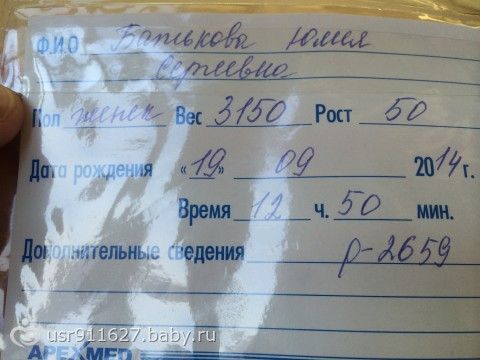 Ф.И.О Батькова Юлия
Сергеевна
Пол женск Вес 3150 Рост 50
Дата рождения «19» 09 2014 г.
Время 12 ч. 50 мин.
Дополнительные сведения р-2659
APEXMED
usr911627.baby.ru